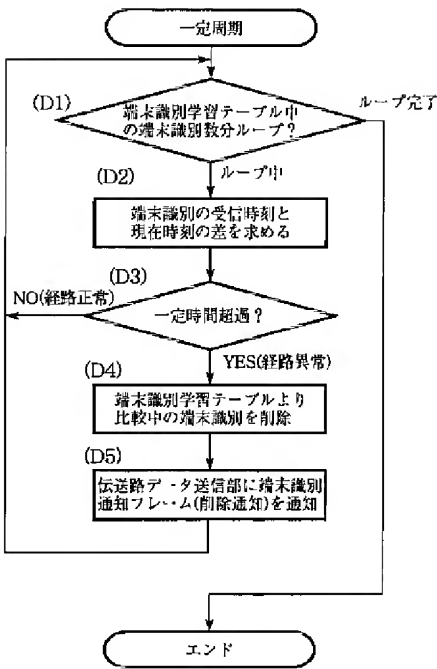 一定周期
(D1)
端末識別学習テーブル中
の端末識別数分ループ?
ループ完了
ループ中
(D2)
端末識別の受信時刻と
現在時刻の差を求める
(D3)
NO(経路正常)
一定時間超過?
YES(経路異常)
(D4)
端末識別学習テーブルより
比較中の端末識別を削除
(D5)
伝送路データ送信部に端末識別
通知フレーム(削除通知)を通知
エンド